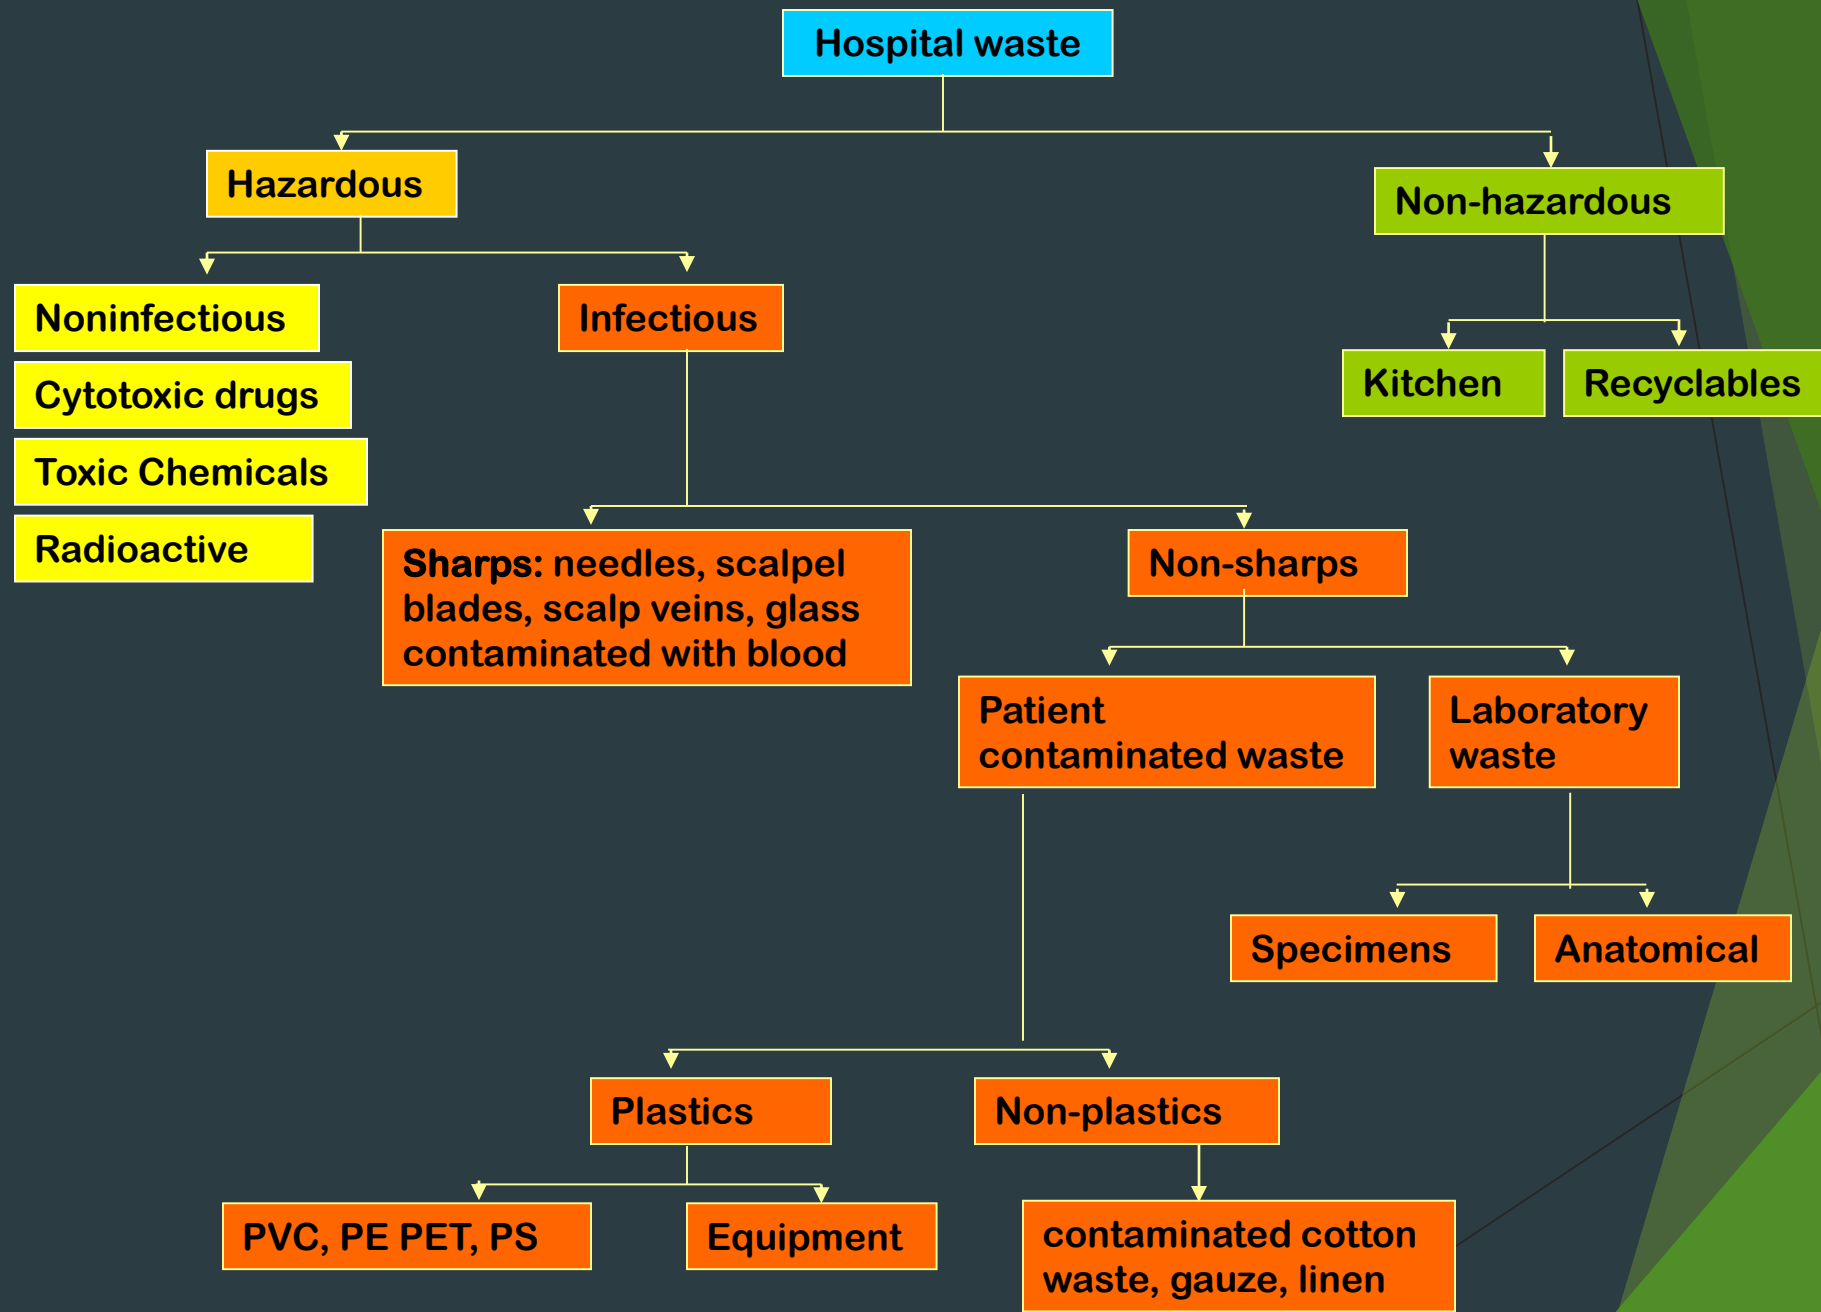 Hospital waste
Hazardous
Non-hazardous
Noninfectious
Infectious
Cytotoxic drugs
Toxic Chemicals
Radioactive
Kitchen
Recyclables
Sharps: needles, scalpel
blades, scalp veins, glass
contaminated with blood
Non-sharps
Patient
contaminated waste
Laboratory
waste
Specimens
Anatomical
Plastics
Non-plastics
PVC, PE PET, PS
Equipment
contaminated cotton
waste, gauze, linen